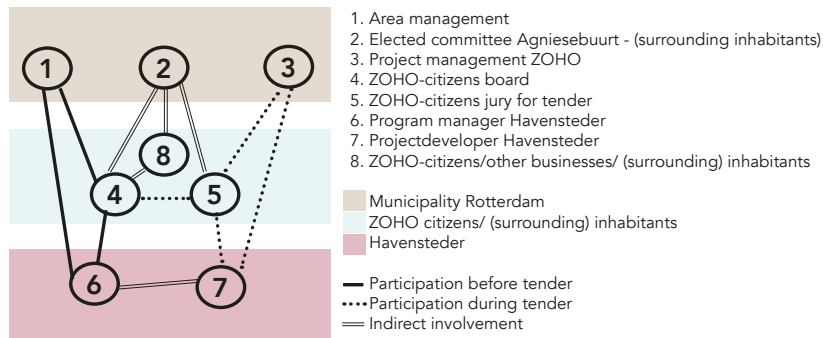 1
2
3
8
4
5
6
7
1. Area management
2. Elected committee Agniesebuurt - (surrounding inhabitants)
3. Project management ZOHO
4. ZOHO-citizens board
5. ZOHO-citizens jury for tender
6. Program manager Havensteder
7. Projectdeveloper Havensteder
8. ZOHO-citizens/other businesses/ (surrounding) inhabitants
Municipality Rotterdam
ZOHO citizens/ (surrounding) inhabitants
Havensteder
Participation before tender
Participation during tender
Indirect involvement